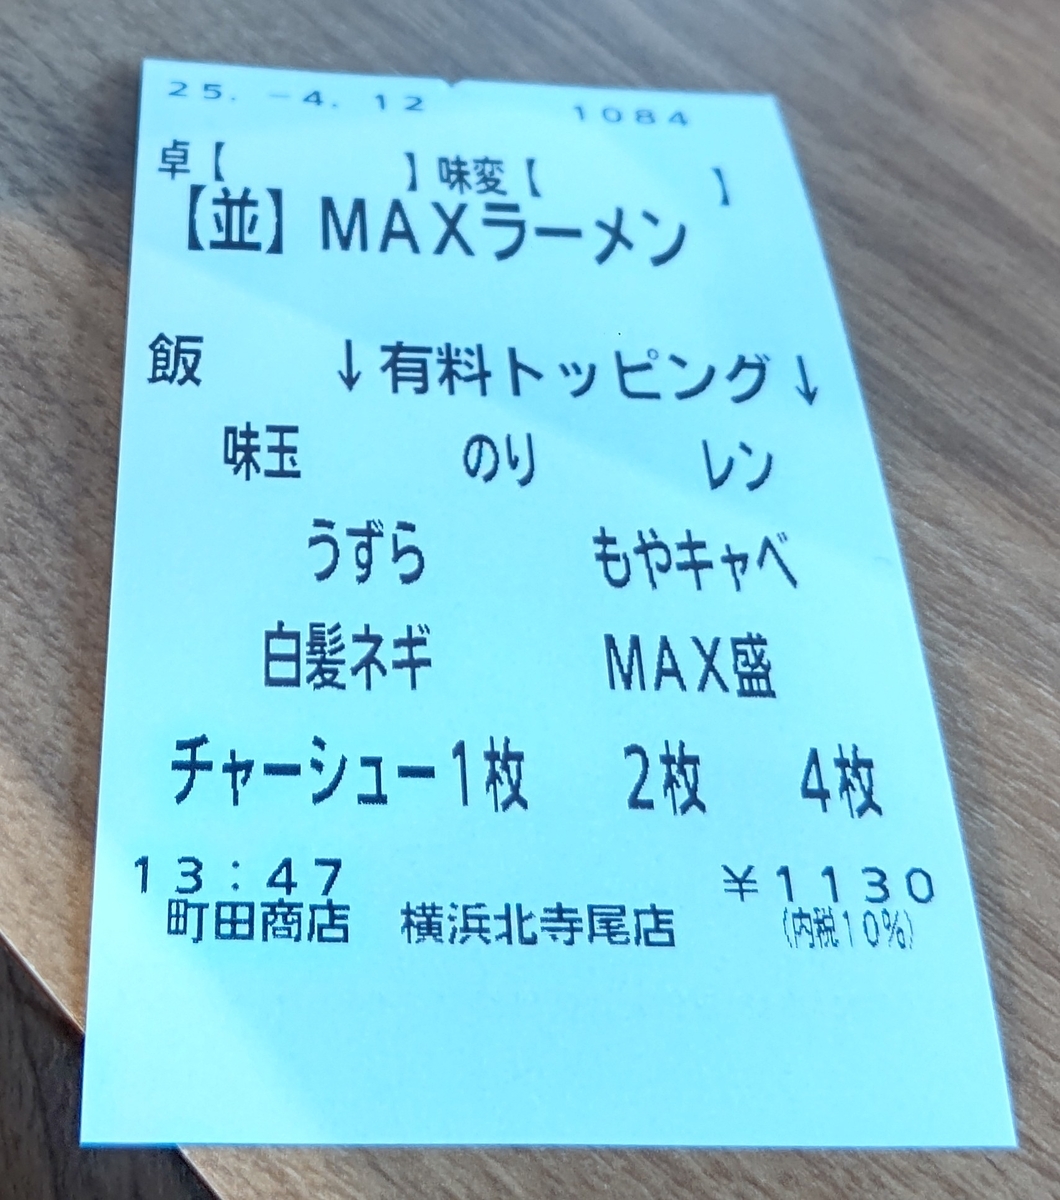 25. -4. 12 1084
卓【 】味変【 】
【並】MAXラーメン
飯 ↓有料トッピング↓
味玉 のり レン
うずら もやキャベ
白髪ネギ MAX盛
チャーシュー1枚 2枚 4枚
13:47 ¥1130
町田商店 横浜北寺尾店 (内税10%)